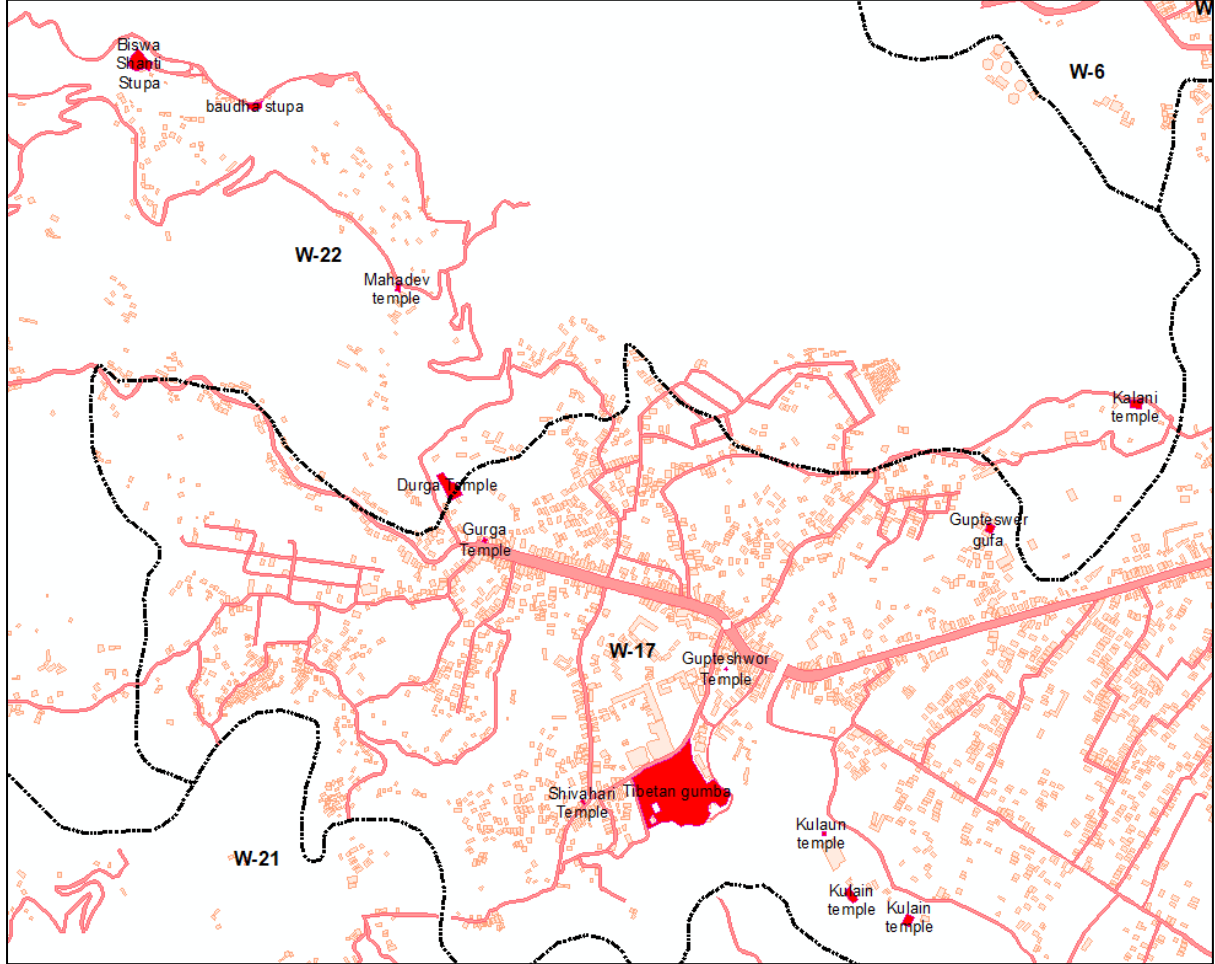 W
Biswa
Shanti
Stupa
W-6
baudha stupa
W-22
Mahadev
temple
Kalani
temple
Durga Temple
Gupteswer
gufa
Gurga
Temple
W-17
Gupteshwor
Temple
Shivahari
Temple
Tibetan gumba
Kulaun
temple
W-21
Kulain
temple
Kulain
temple